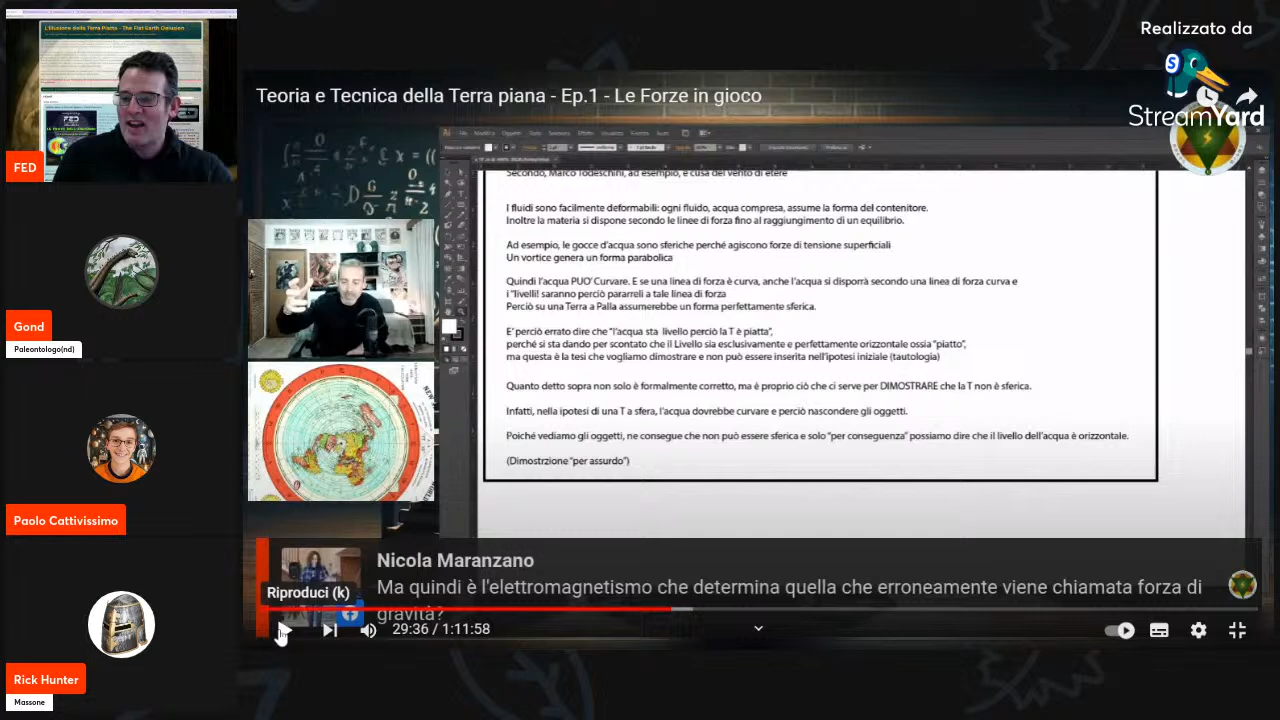 L'Illusione della Terra Piatta - The Flat Earth Delusion
FED
Gond
Paleontologo(nd)
Paolo Cattivissimo
Rick Hunter
Massone
Realizzato da
StreamYard
Teoria e Tecnica della Terra piana - Ep.1 - Le Forze in gioco
Secondo, Marco Todeschini, ad esempio, e cusa del vento di etere
I fluidi sono facilmente deformabili: ogni fluido, acqua compresa, assume la forma del contenitore.
Inoltre la materia si dispone secondo le linee di forza fino al raggiungimento di un equilibrio.
Ad esempio, le gocce d'acqua sono sferiche perché agiscono forze di tensione superficiali
Un vortice genera un forma parabolica
Quindi l'acqua PUO' Curvare. E se una linea di forza è curva, anche l'acqua si disporrà secondo una linea di forza curva e
i "livelli! saranno perciò pararreli a tale linea di forza
Perciò su una Terra a Palla assumerebbe un forma perfettamente sferica.
E' perciò errato dire che "l'acqua sta livello perciò la T è piatta",
perché si sta dando per scontato che il Livello sia esclusivamente e perfettamente orizzontale ossia "piatto",
ma questa è la tesi che vogliamo dimostrare e non può essere inserita nell'ipotesi iniziale (tautologia)
Quanto detto sopra non solo è formalmente corretto, ma è proprio ciò che ci serve per DIMOSTRARE che la T non è sferica.
Infatti, nella ipotesi di una T a sfera, l'acqua dovrebbe curvare e perciò nascondere gli oggetti.
Poiché vediamo gli oggetti, ne consegue che non può essere sferica e solo "per conseguenza" possiamo dire che il livello dell'acqua è orizzontale.
(Dimostrzione "per assurdo")
Nicola Maranzano
Ma quindi è l'elettromagnetismo che determina quella che erroneamente viene chiamata forza di
gravità?
Riproduci (k)
29:36 / 1:11:58